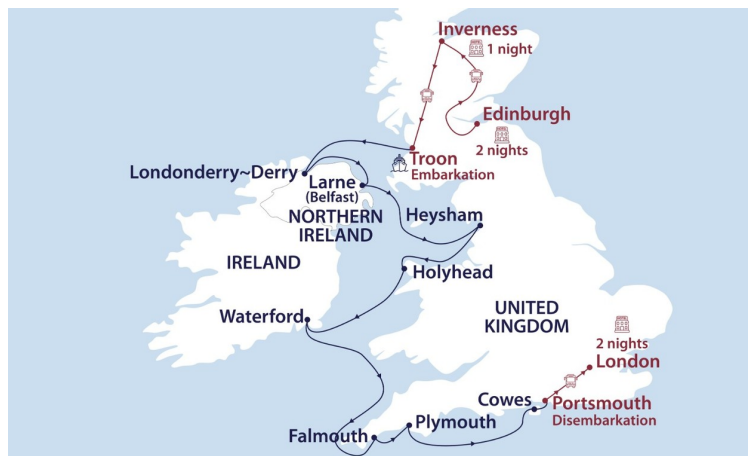 Inverness
1 night
Edinburgh
2 nights
Troon
Embarkation
Londonderry~Derry
Larne
(Belfast)
NORTHERN
IRELAND
Heysham
IRELAND
Holyhead
Waterford
UNITED
KINGDOM
2 nights
London
Cowes
Portsmouth
Disembarkation
Plymouth
Falmouth